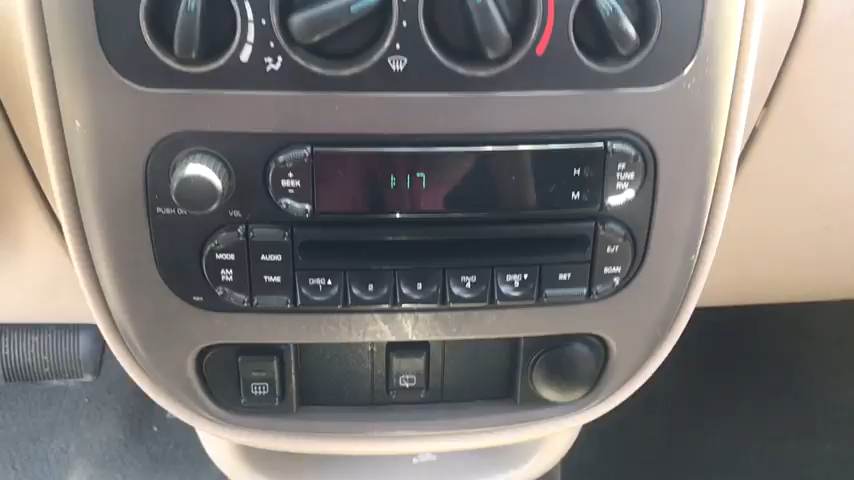 :17
H
M
+
SEEK
-
FF
TUNE
RW
PUSH ON
VOL
MODE
AM
FM
AUDIO
TIME
DISC ▲
1
2
3
RND
4
DISC ▼
5
SET
EJT
SCAN